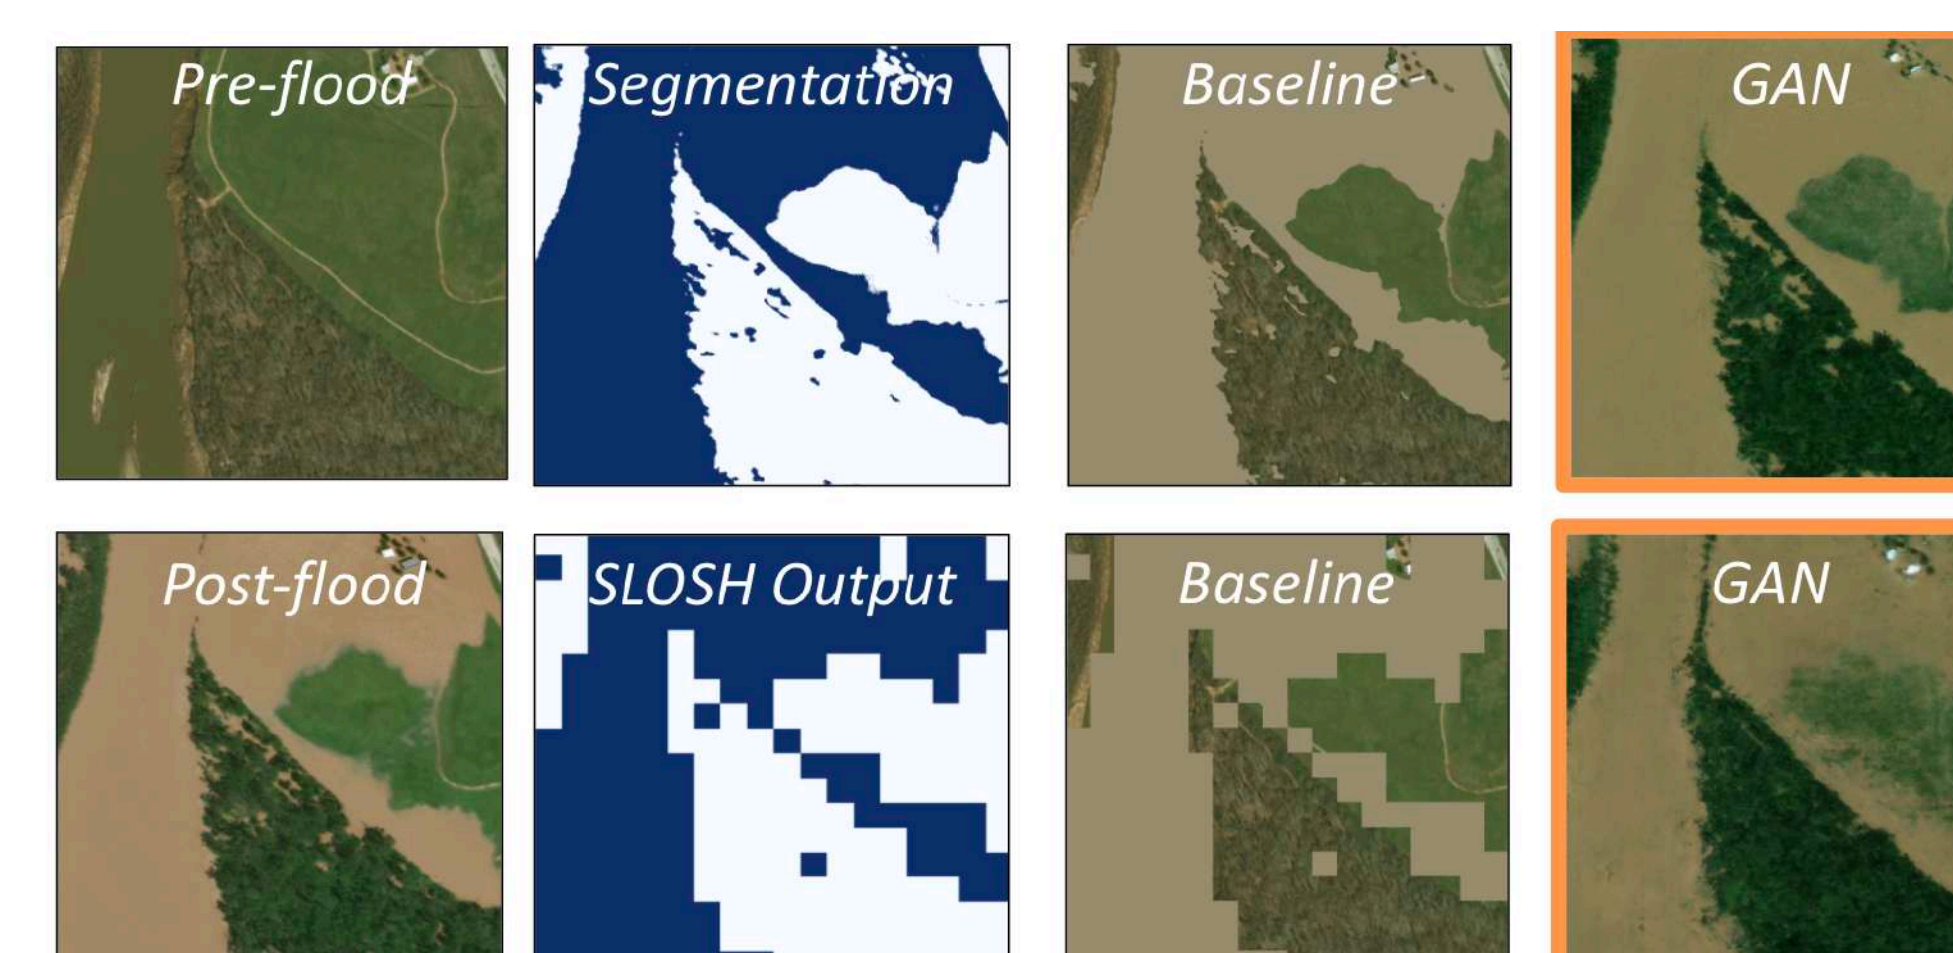 Pre-flood
Segmentation
Baseline
GAN
Post-flood
SLOSH Output
Baseline
GAN